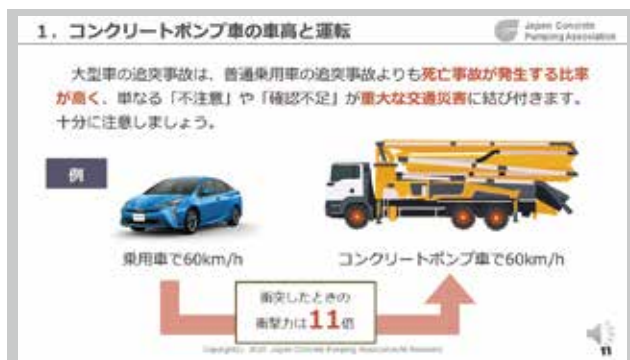 1．コンクリートポンプ車の車高と運転
Japan Concrete
Pumping Association
大型車の追突事故は、普通乗用車の追突事故よりも死亡事故が発生する比率
が高く、単なる「不注意」や「確認不足」が重大な交通災害に結び付きます。
十分に注意しましょう。
例
乗用車で60km/h
コンクリートポンプ車で60km/h
衝突したときの
衝撃力は11倍
Japan Concrete Pumping Association
11